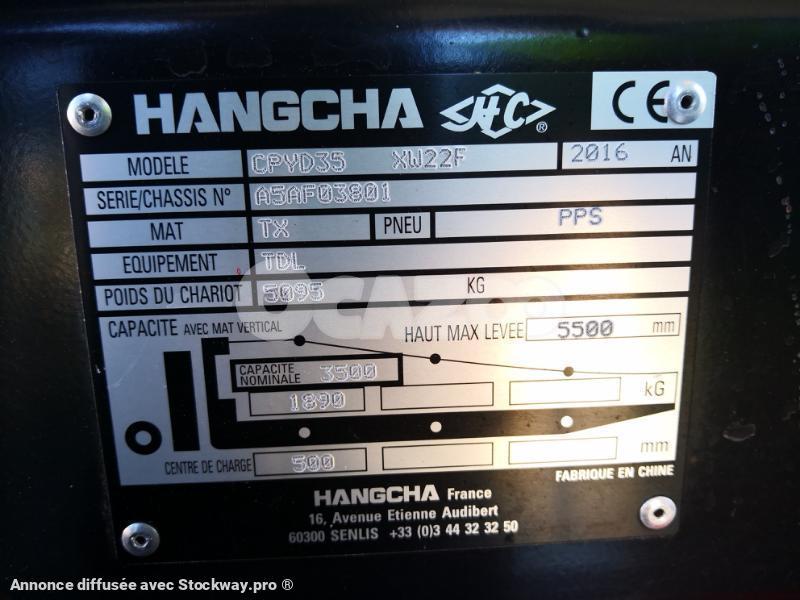 HANGCHA HC ® CE
MODELE CPYD35 XW22F 2016 AN
SERIE/CHASSIS N° A5AF03801
MAT TX PNEU PPS
EQUIPEMENT TDL
POIDS DU CHARIOT 5095 KG
OCAZOO
CAPACITE AVEC MAT VERTICAL HAUT MAX LEVEE 5500 mm
CAPACITE NOMINALE 3500
1890 kG
CENTRE DE CHARGE 500 mm
FABRIQUE EN CHINE
HANGCHA France
16, Avenue Etienne Audibert
60300 SENLIS +33 (0)3 44 32 32 50
Annonce diffusée avec Stockway.pro ®